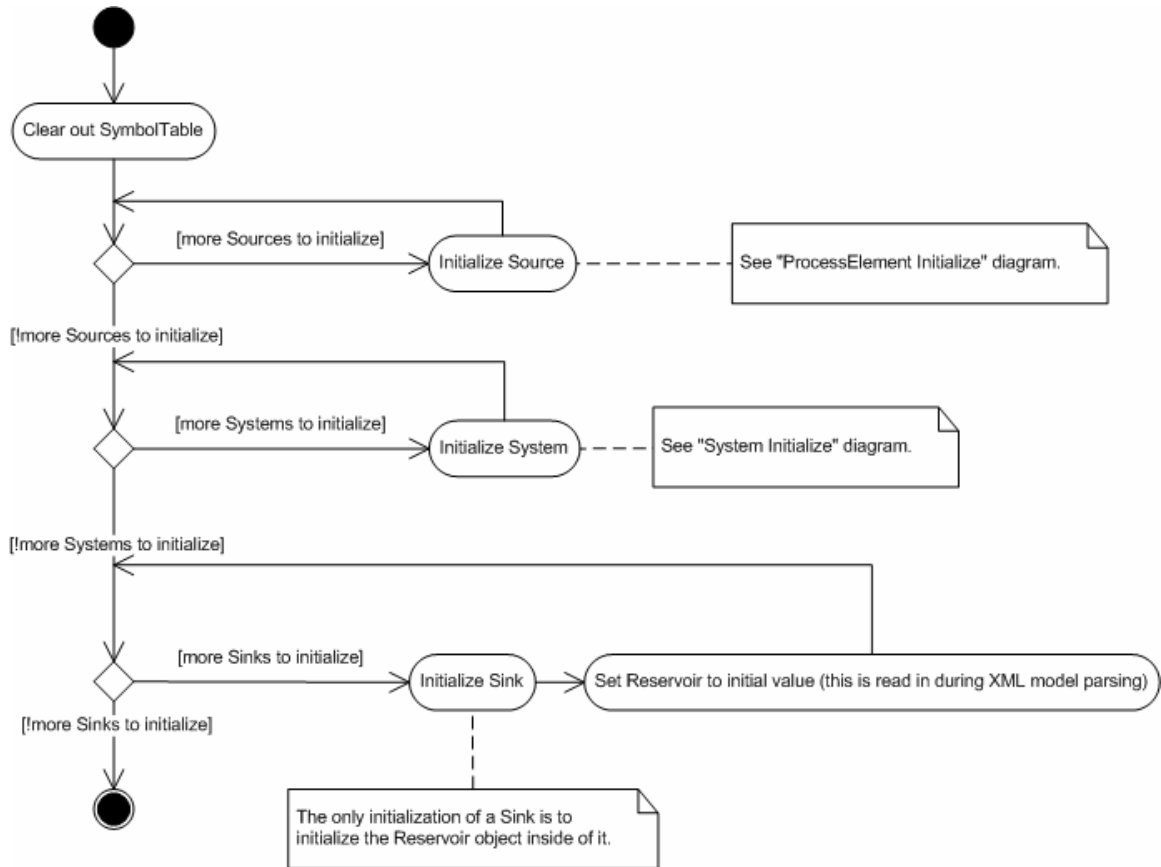 Clear out SymbolTable
[more Sources to initialize]
Initialize Source
See "ProcessElement Initialize" diagram.
[!more Sources to initialize]
[more Systems to initialize]
Initialize System
See "System Initialize" diagram.
[!more Systems to initialize]
[more Sinks to initialize]
Initialize Sink
Set Reservoir to initial value (this is read in during XML model parsing)
[!more Sinks to initialize]
The only initialization of a Sink is to
initialize the Reservoir object inside of it.